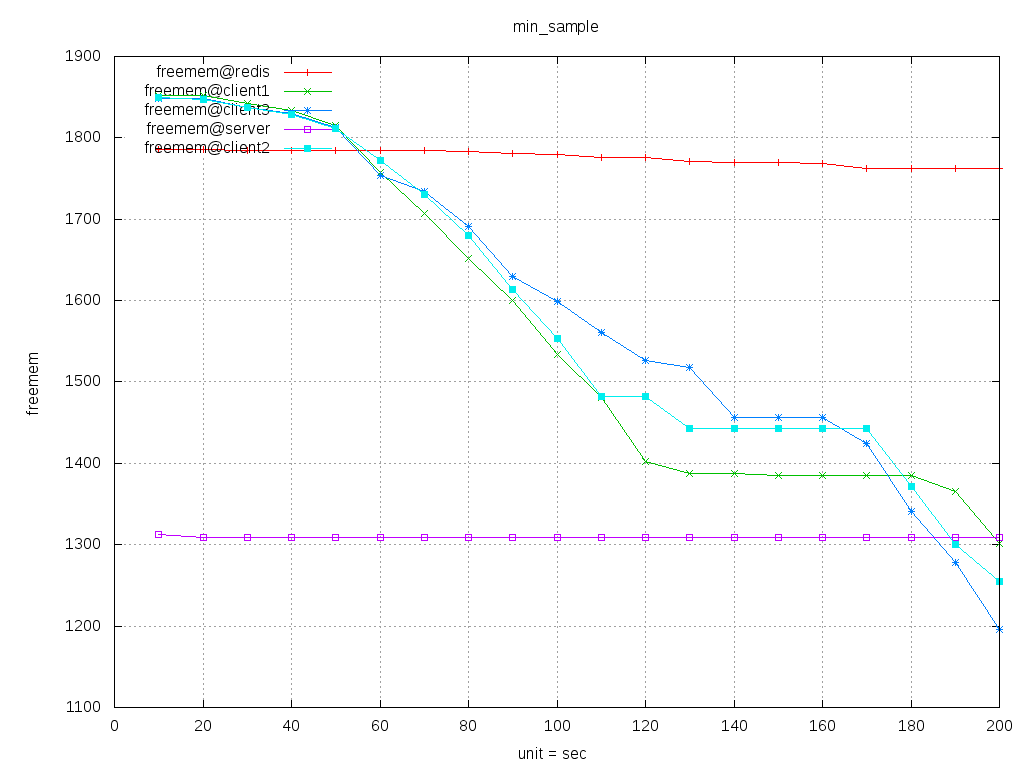 min_sample
1900
1800
1700
1600
1500
1400
1300
1200
1100
freemem
freemem@redis
freemem@client1
freemem@client3
freemem@server
freemem@client2
0 20 40 60 80 100 120 140 160 180 200
unit = sec